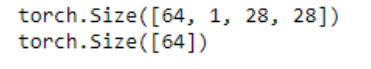 torch.Size([64, 1, 28, 28])
torch.Size([64])